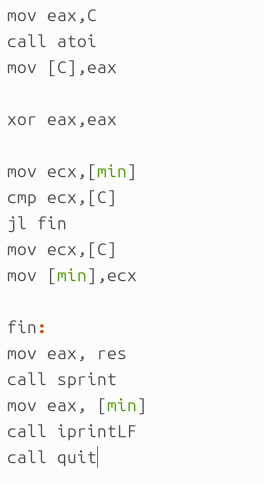 mov eax,C
call atoi
mov [C],eax
xor eax,eax
mov ecx,[min]
cmp ecx,[C]
jl fin
mov ecx,[C]
mov [min],ecx
fin:
mov eax, res
call sprint
mov eax, [min]
call iprintLF
call quit